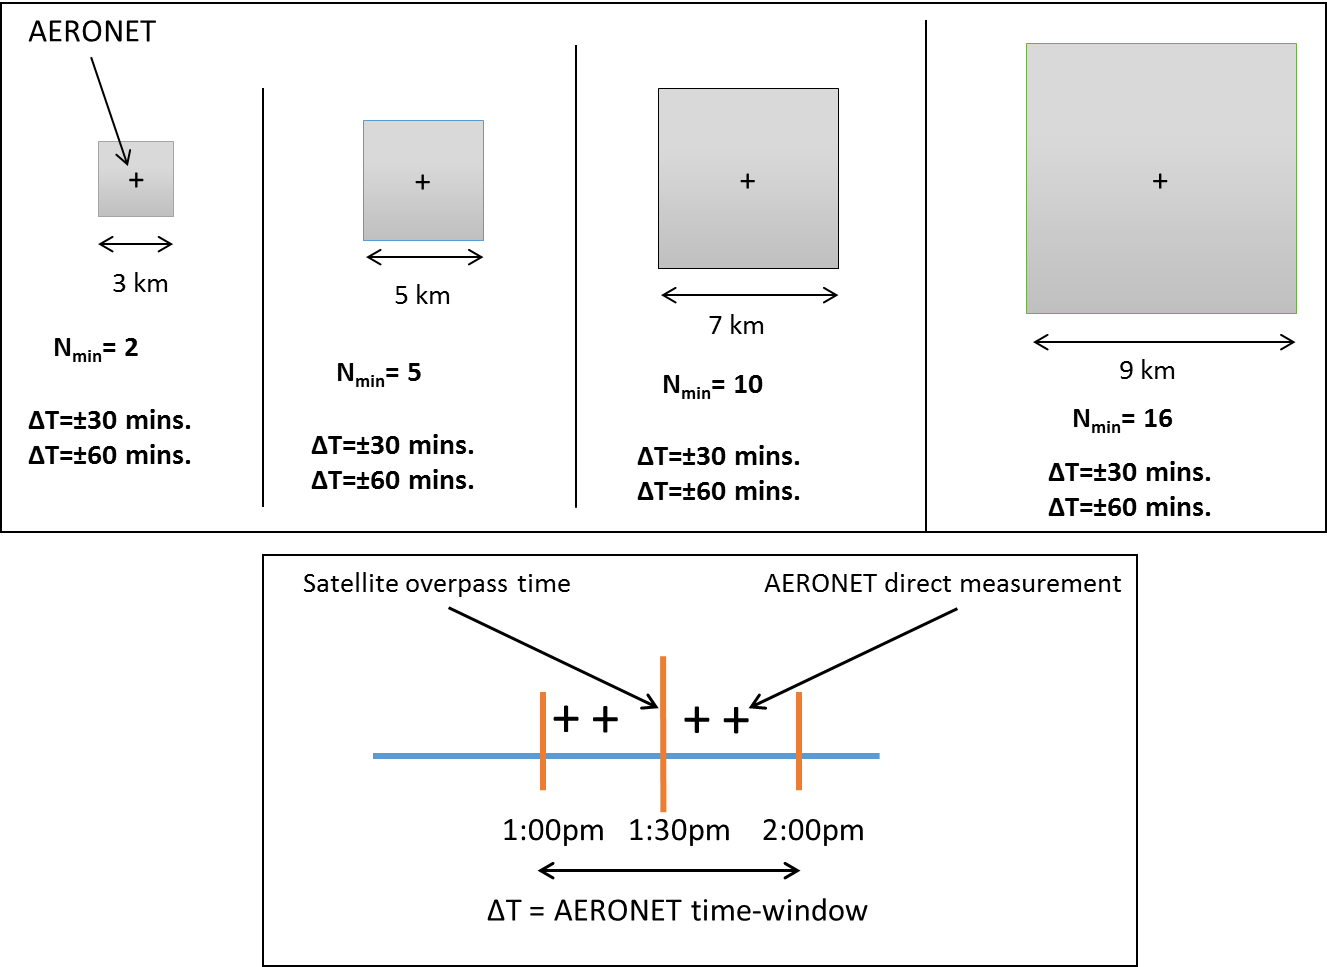 AERONET
3 km
Nmin= 2
ΔT=±30 mins.
ΔT=±60 mins.
5 km
Nmin= 5
ΔT=±30 mins.
ΔT=±60 mins.
7 km
Nmin= 10
ΔT=±30 mins.
ΔT=±60 mins.
9 km
Nmin= 16
ΔT=±30 mins.
ΔT=±60 mins.
Satellite overpass time
AERONET direct measurement
1:00pm 1:30pm 2:00pm
ΔT = AERONET time-window